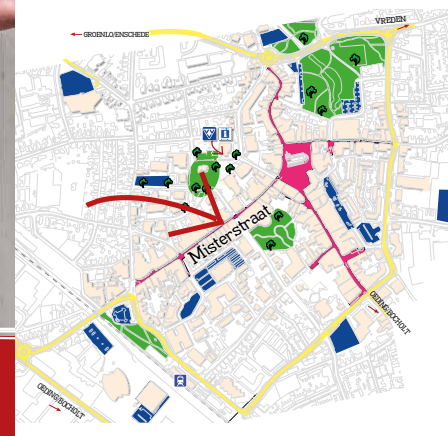 VREDEN
GROENLO/ENSCHEDE
Misterstraat
OEDING/BOCHOLT
OEDING/BOCHOLT